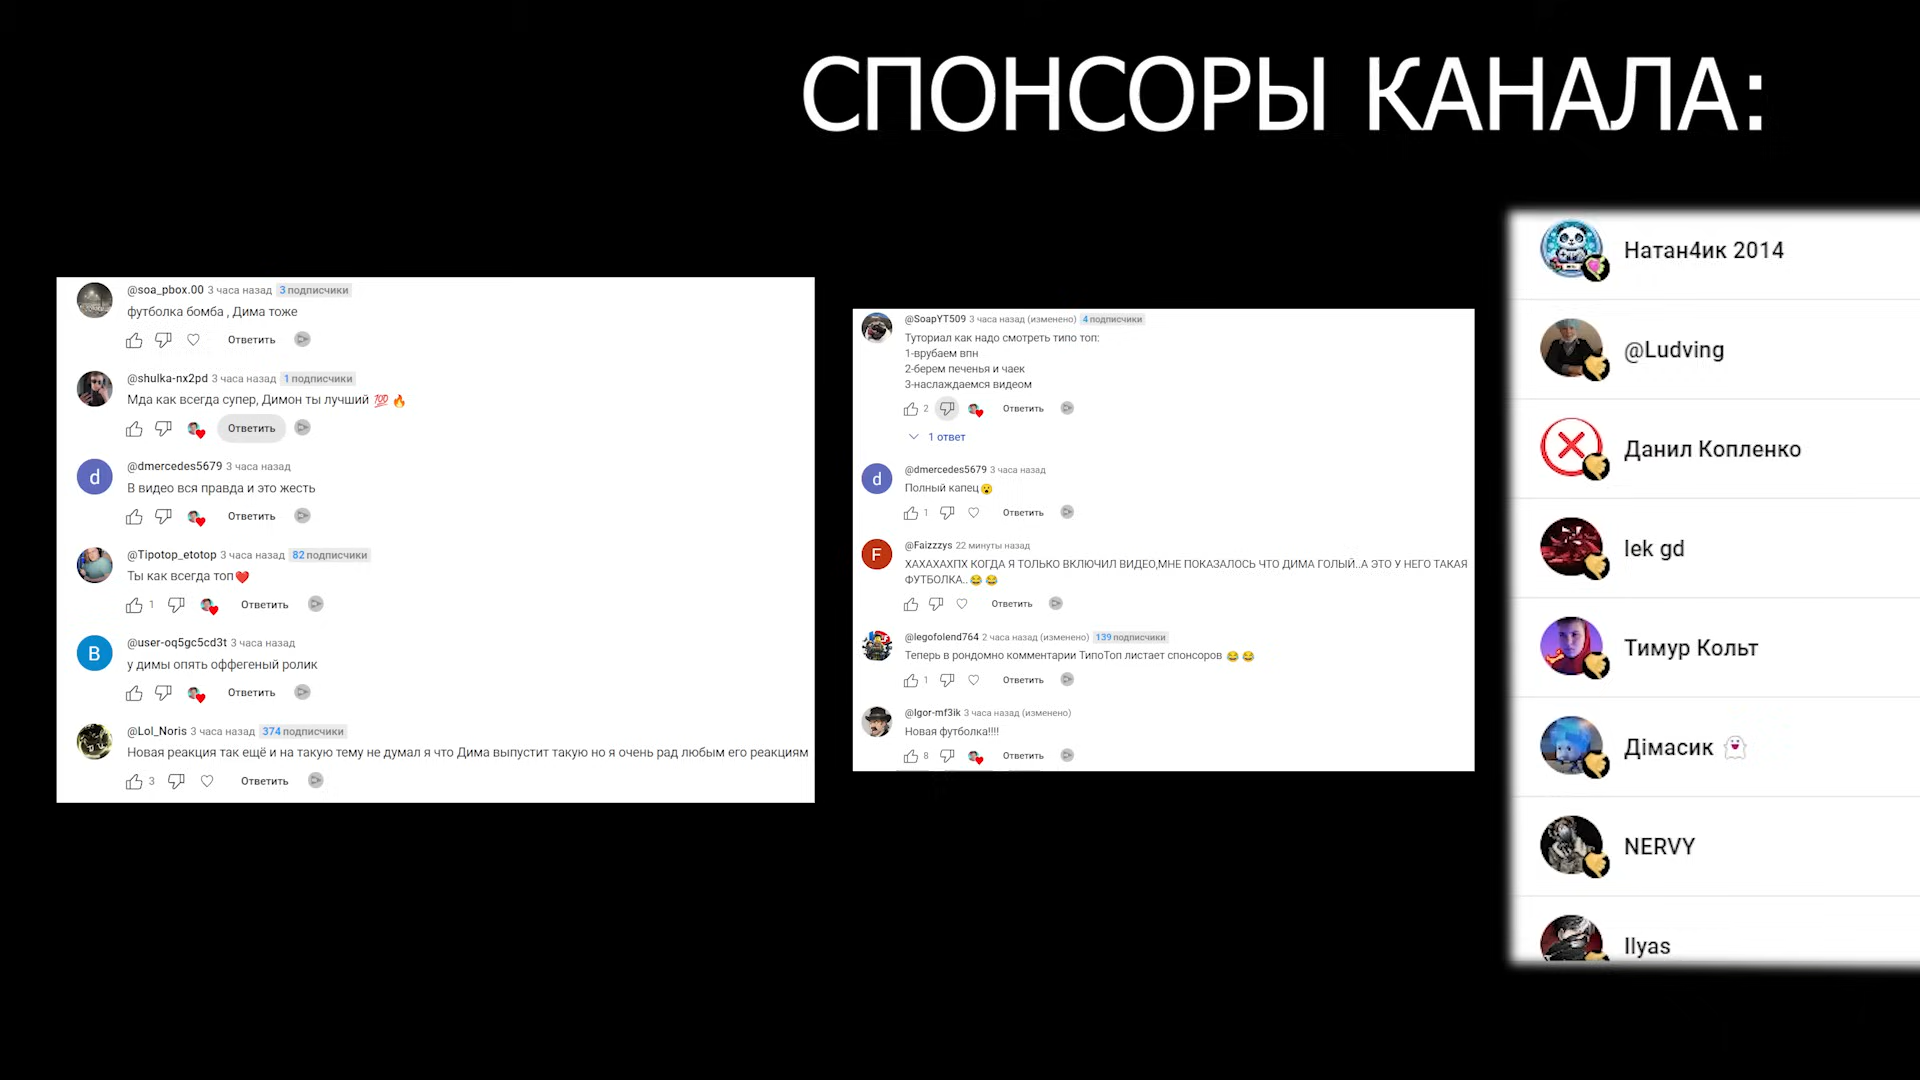 СПОНСОРЫ КАНАЛА:
@soa_pbox.00 3 часа назад 3 подписчики
футболка бомба , Дима тоже
Ответить
@shulka-nx2pd 3 часа назад 1 подписчики
Мда как всегда супер, Димон ты лучший 💯 🔥
Ответить
d
@dmercedes5679 3 часа назад
В видео вся правда и это жесть
Ответить
@Tipotop_etotop 3 часа назад 82 подписчики
Ты как всегда топ❤️
1 Ответить
B
@user-oq5gc5cd3t 3 часа назад
у димы опять оффегеный ролик
Ответить
@Lol_Noris 3 часа назад 374 подписчики
Новая реакция так ещё и на такую тему не думал я что Дима выпустит такую но я очень рад любым его реакциям
3 Ответить
@SoapYT509 3 часа назад (изменено) 4 подписчики
Туториал как надо смотреть типо топ:
1-врубаем впн
2-берем печенья и чаек
3-наслаждаемся видеом
2 Ответить
1 ответ
d
@dmercedes5679 3 часа назад
Полный капец😮
1 Ответить
F
@Faizzzys 22 минуты назад
ХАХАХАХПХ КОГДА Я ТОЛЬКО ВКЛЮЧИЛ ВИДЕО,МНЕ ПОКАЗАЛОСЬ ЧТО ДИМА ГОЛЫЙ..А ЭТО У НЕГО ТАКАЯ
ФУТБОЛКА..😂 😂
Ответить
@legofolend764 2 часа назад (изменено) 139 подписчики
Теперь в рондомно комментарии ТипоТоп листает спонсоров 😂 😂
1 Ответить
@Igor-mf3ik 3 часа назад (изменено)
Новая футболка!!!!
8 Ответить
Натан4ик 2014
@Ludving
Данил Копленко
lek gd
Тимур Кольт
Дімасик 👻
NERVY
Ilyas